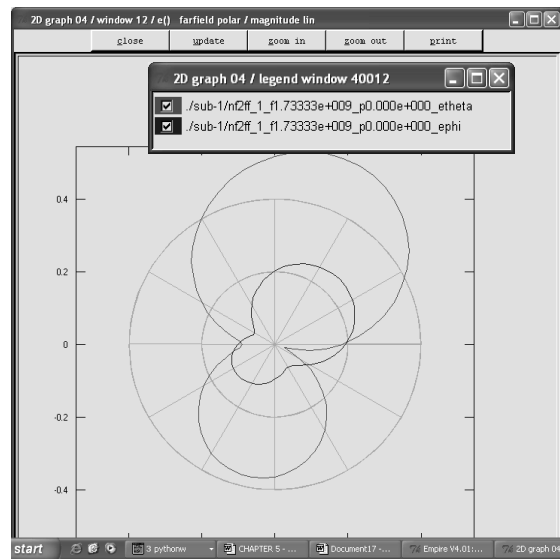 2D graph 04 / window 12 / e() farfield polar / magnitude lin
close update zoom in zoom out print
2D graph 04 / legend window 40012
./sub-1/nf2ff_1_f1.73333e+009_p0.000e+000_etheta
./sub-1/nf2ff_1_f1.73333e+009_p0.000e+000_ephi
0.4
0.2
0
-0.2
-0.4
start 3 pythonw CHAPTER 5 - ... Document17 -... Empire V4.01:... 2D graph 04